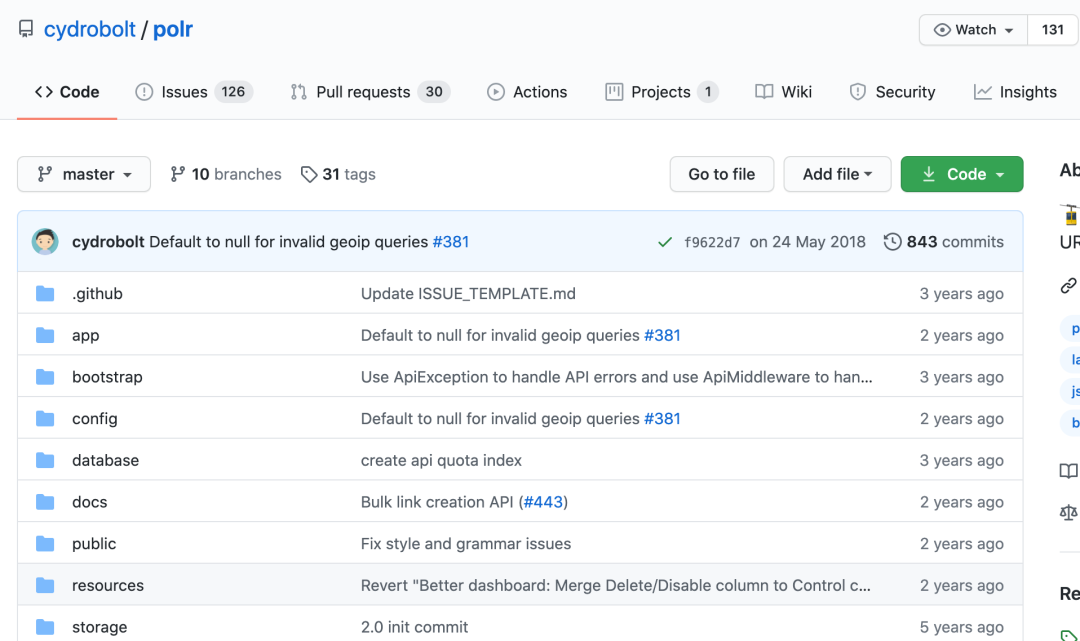 cydrobolt / polr
Watch 131
Code Issues 126 Pull requests 30 Actions Projects 1 Wiki Security Insights
master 10 branches 31 tags Go to file Add file Code
cydrobolt Default to null for invalid geoip queries #381 f9622d7 on 24 May 2018 843 commits
.github Update ISSUE_TEMPLATE.md 3 years ago
app Default to null for invalid geoip queries #381 2 years ago
bootstrap Use ApiException to handle API errors and use ApiMiddleware to han... 3 years ago
config Default to null for invalid geoip queries #381 2 years ago
database create api quota index 3 years ago
docs Bulk link creation API (#443) 2 years ago
public Fix style and grammar issues 2 years ago
resources Revert "Better dashboard: Merge Delete/Disable column to Control c... 2 years ago
storage 2.0 init commit 5 years ago